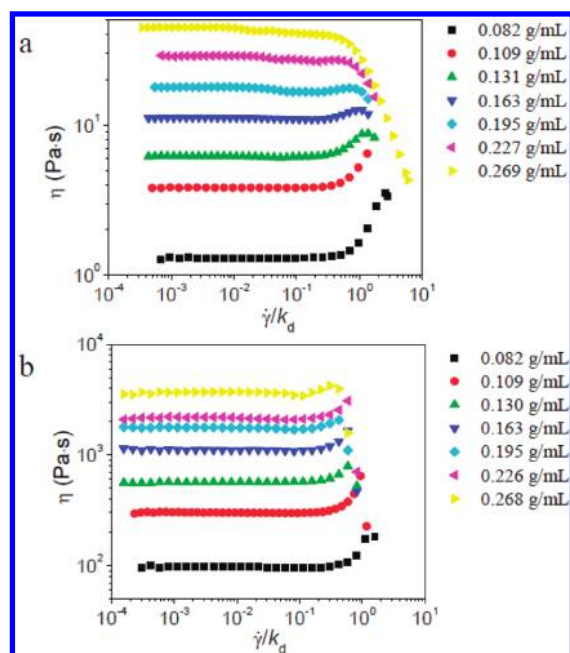 a
0.082 g/mL
0.109 g/mL
0.131 g/mL
0.163 g/mL
0.195 g/mL
0.227 g/mL
0.269 g/mL
η (Pa·s)
10¹
10⁰
10⁻⁴ 10⁻³ 10⁻² 10⁻¹ 10⁰ 10¹
γ̇/k_d
b
0.082 g/mL
0.109 g/mL
0.130 g/mL
0.163 g/mL
0.195 g/mL
0.226 g/mL
0.268 g/mL
η (Pa·s)
10⁴
10³
10²
10⁻⁴ 10⁻³ 10⁻² 10⁻¹ 10⁰ 10¹
γ̇/k_d